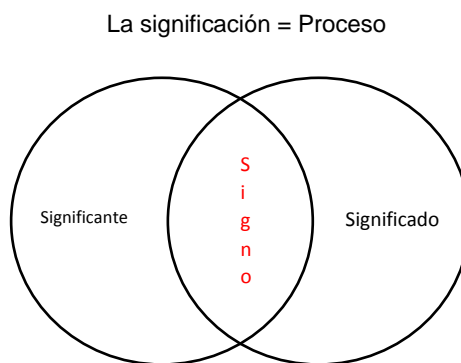 La significación = Proceso
Significante
S
i
g
n
o
Significado